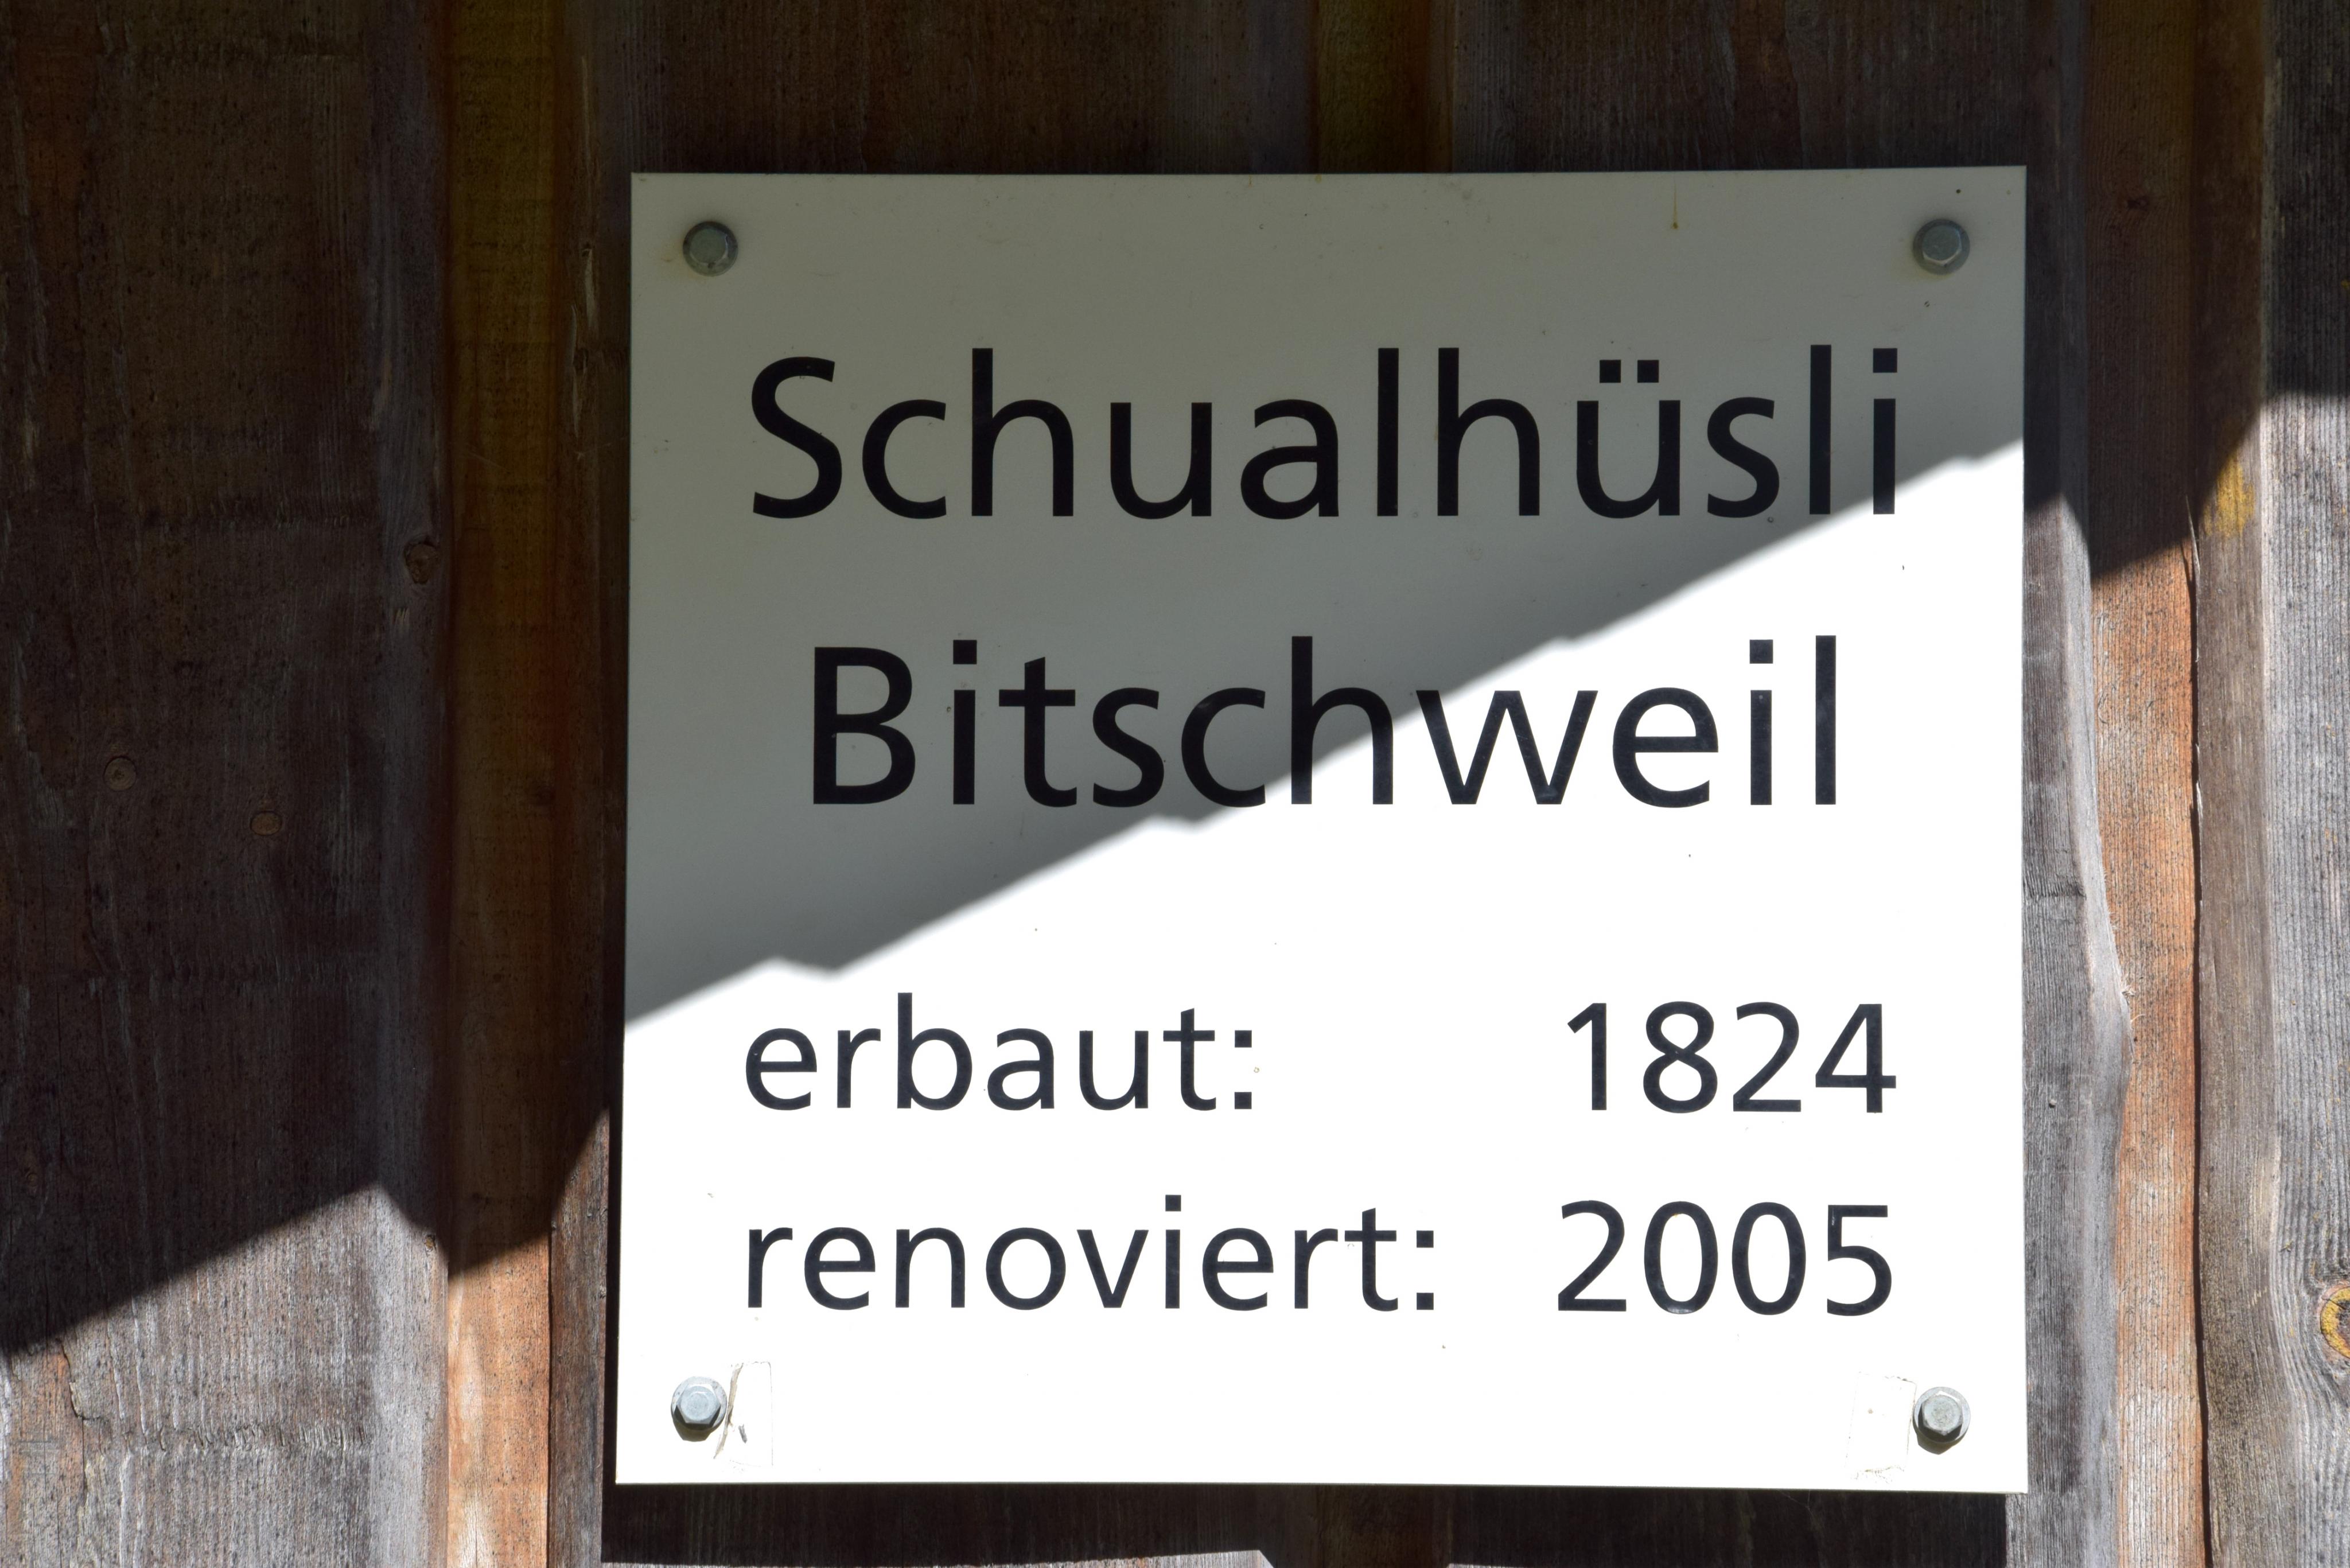 Schualhüsli
Bitschweil
erbaut: 1824
renoviert: 2005